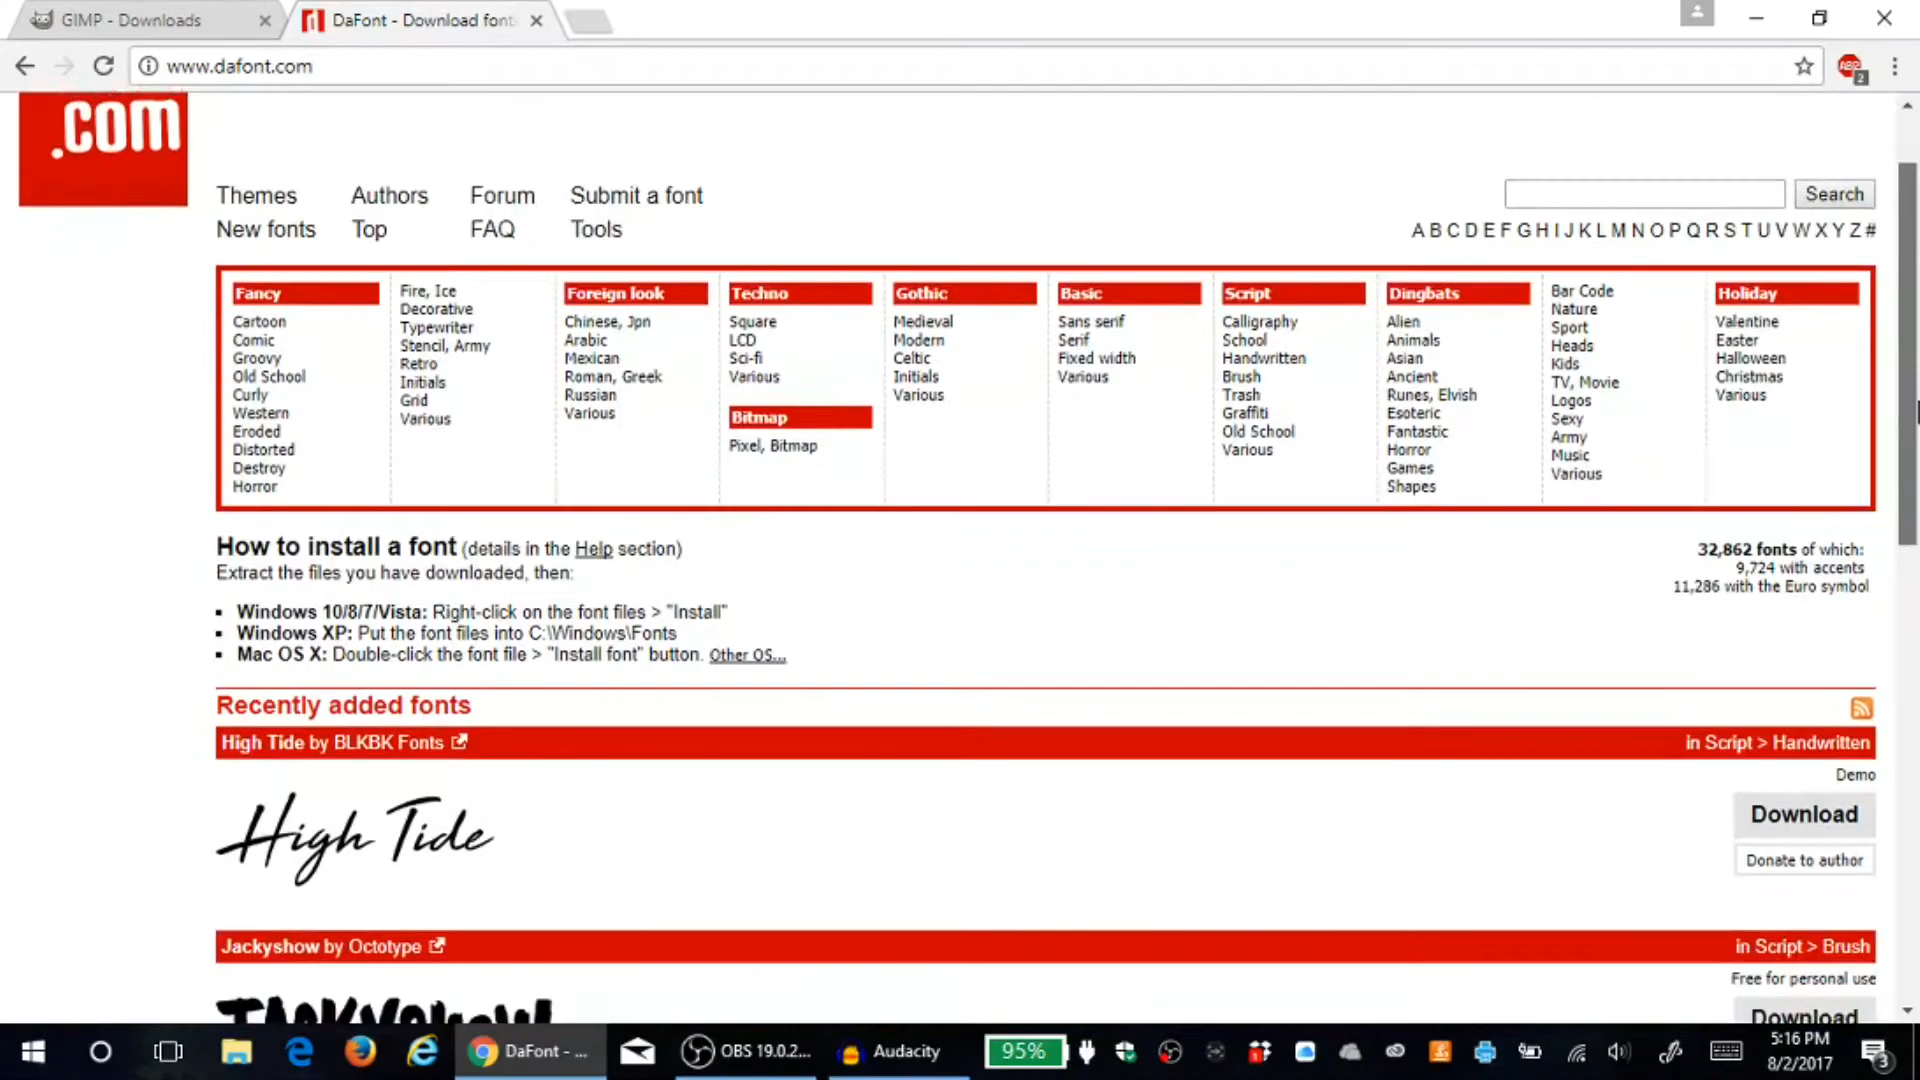 GIMP - Downloads
DaFont - Download fonts
www.dafont.com
ABP
2
.com
Themes Authors Forum Submit a font
Search
New fonts Top FAQ Tools
A B C D E F G H I J K L M N O P Q R S T U V W X Y Z #
Fancy
Cartoon
Comic
Groovy
Old School
Curly
Western
Eroded
Distorted
Destroy
Horror
Fire, Ice
Decorative
Typewriter
Stencil, Army
Retro
Initials
Grid
Various
Foreign look
Chinese, Jpn
Arabic
Mexican
Roman, Greek
Russian
Various
Techno
Square
LCD
Sci-fi
Various
Bitmap
Pixel, Bitmap
Gothic
Medieval
Modern
Celtic
Initials
Various
Basic
Sans serif
Serif
Fixed width
Various
Script
Calligraphy
School
Handwritten
Brush
Trash
Graffiti
Old School
Various
Dingbats
Alien
Animals
Asian
Ancient
Runes, Elvish
Esoteric
Fantastic
Horror
Games
Shapes
Bar Code
Nature
Sport
Heads
Kids
TV, Movie
Logos
Sexy
Army
Music
Various
Holiday
Valentine
Easter
Halloween
Christmas
Various
How to install a font (details in the Help section)
Extract the files you have downloaded, then:
Windows 10/8/7/Vista: Right-click on the font files > "Install"
Windows XP: Put the font files into C:\Windows\Fonts
Mac OS X: Double-click the font file > "Install font" button. Other OS...
32,862 fonts of which:
9,724 with accents
11,286 with the Euro symbol
Recently added fonts
High Tide by BLKBK Fonts
in Script > Handwritten
Demo
High Tide
Download
Donate to author
Jackyshow by Octotype
in Script > Brush
Free for personal use
JACKYSHOW
Download
DaFont - ...
OBS 19.0.2...
Audacity
95%
5:16 PM
8/2/2017
3